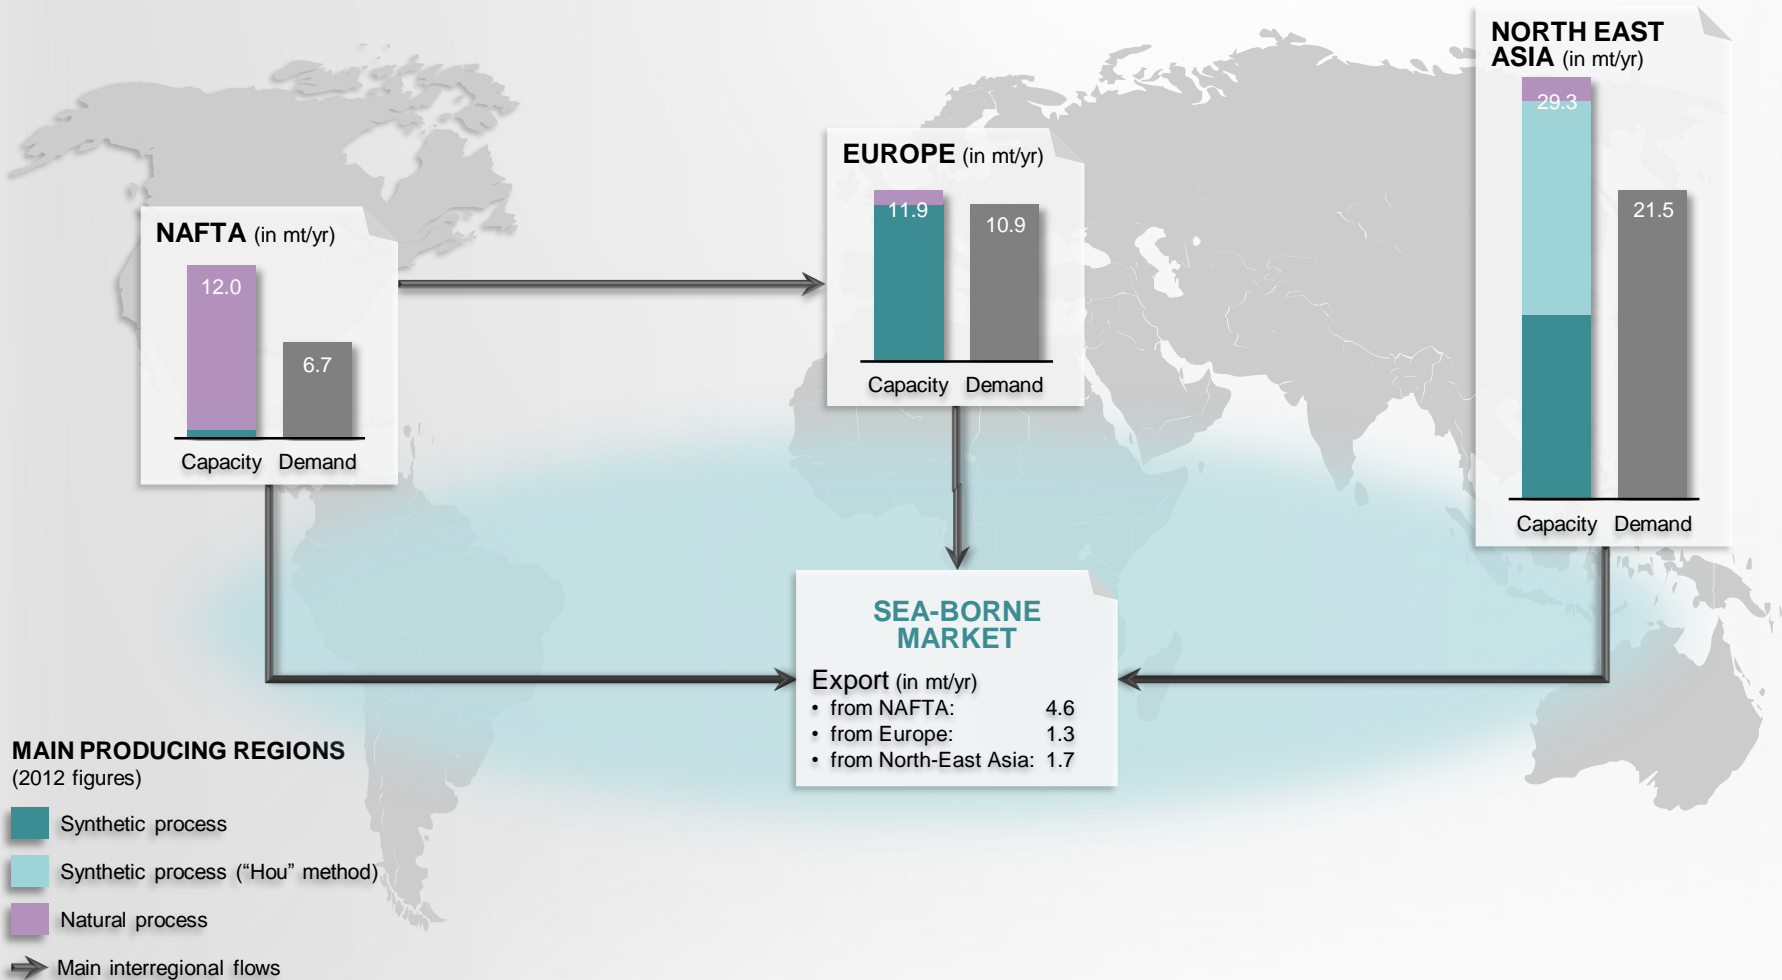 NORTH EAST
ASIA (in mt/yr)
29.3
21.5
Capacity Demand
EUROPE (in mt/yr)
11.9
10.9
Capacity Demand
NAFTA (in mt/yr)
12.0
6.7
Capacity Demand
SEA-BORNE
MARKET
Export (in mt/yr)
• from NAFTA: 4.6
• from Europe: 1.3
• from North-East Asia: 1.7
MAIN PRODUCING REGIONS
(2012 figures)
Synthetic process
Synthetic process (“Hou” method)
Natural process
Main interregional flows